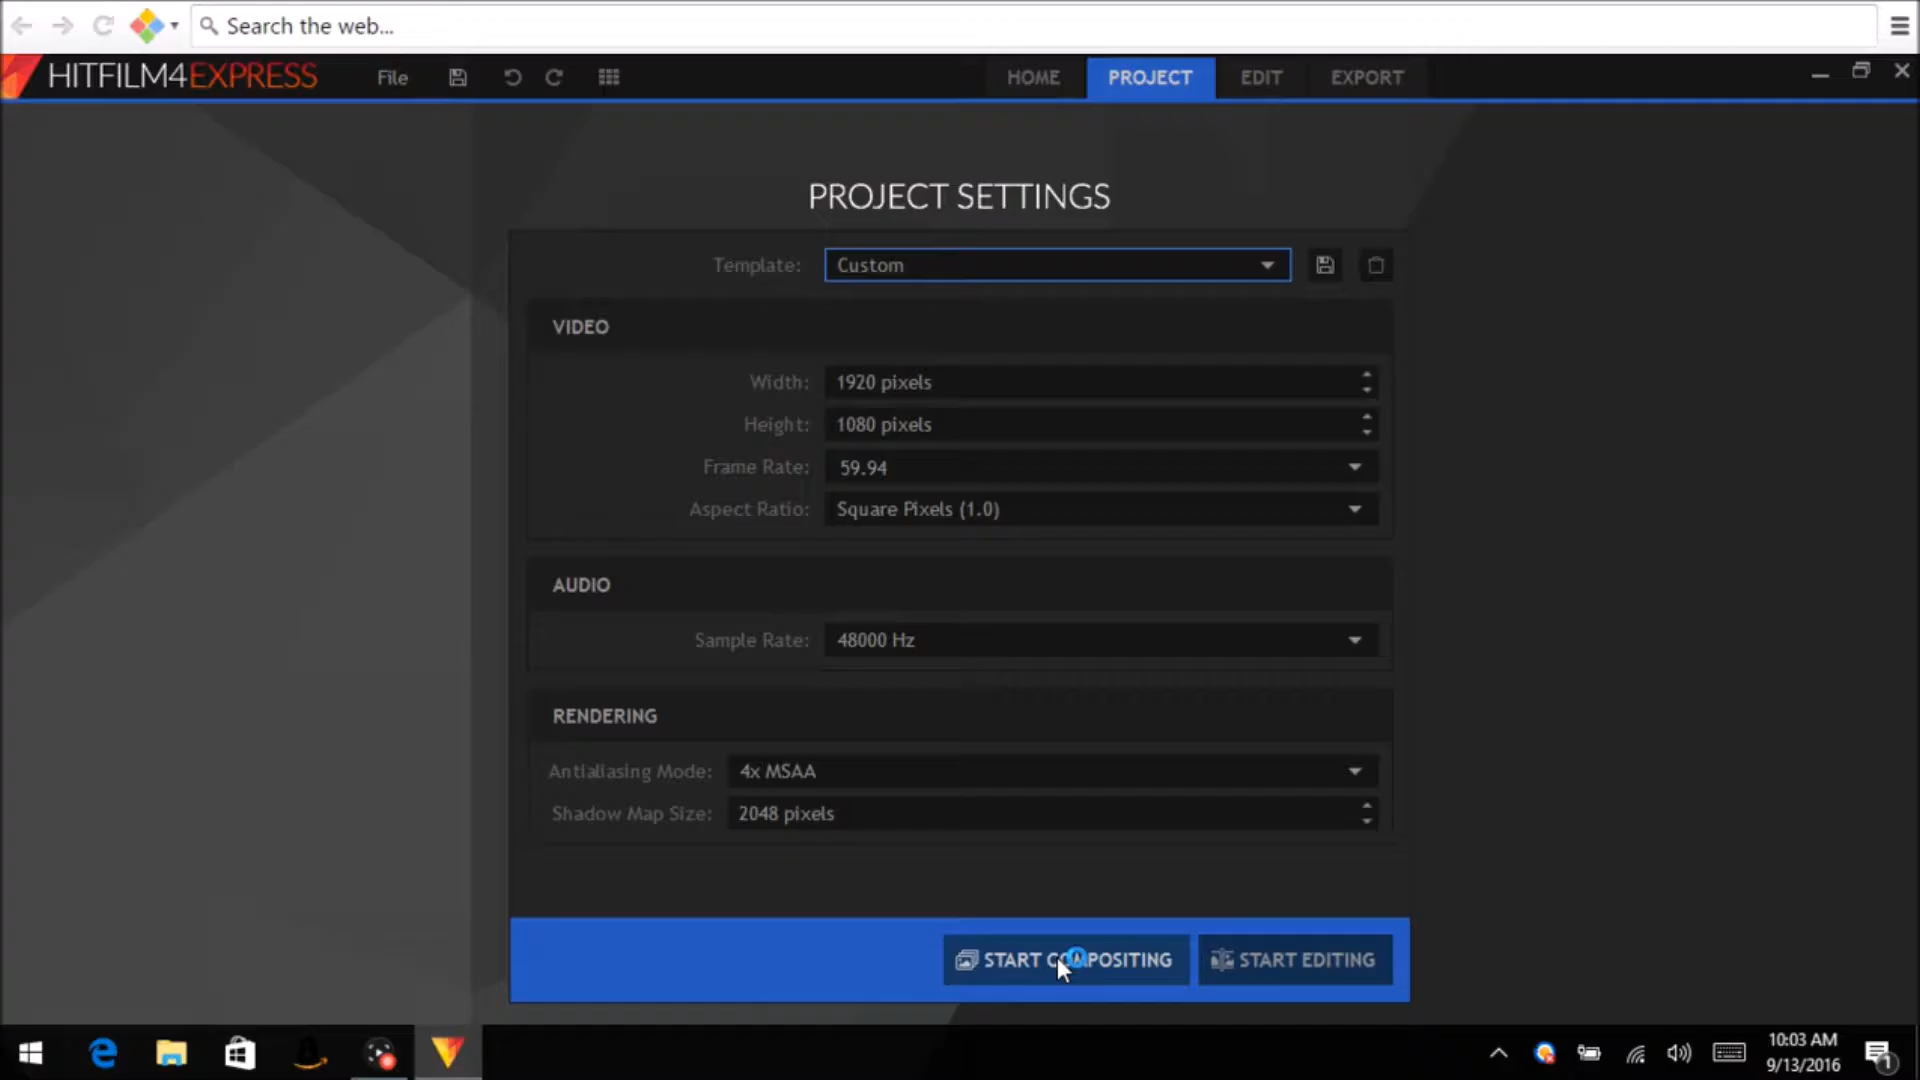 Search the web...
HITFILM4EXPRESS File HOME PROJECT EDIT EXPORT
PROJECT SETTINGS
Template: Custom
VIDEO
Width: 1920 pixels
Height: 1080 pixels
Frame Rate: 59.94
Aspect Ratio: Square Pixels (1.0)
AUDIO
Sample Rate: 48000 Hz
RENDERING
Antialiasing Mode: 4x MSAA
Shadow Map Size: 2048 pixels
START COMPOSITING START EDITING
10:03 AM
9/13/2016
1